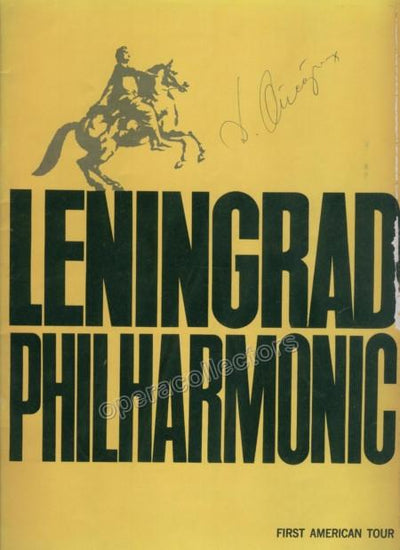 LENINGRAD
PHILHARMONIC
operacollectors
FIRST AMERICAN TOUR